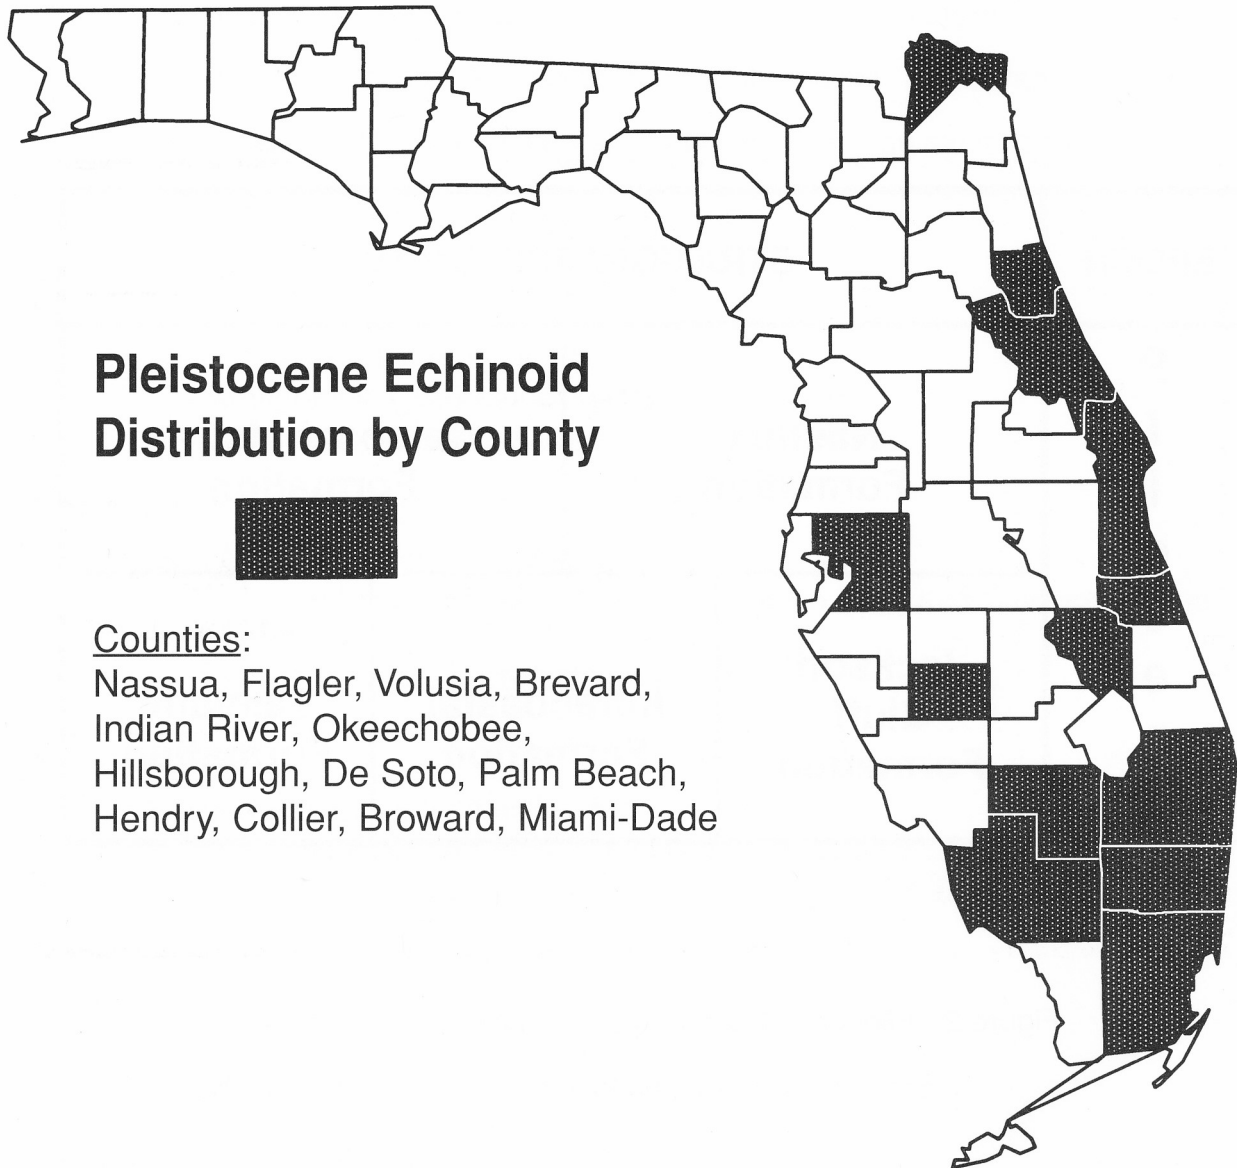 Pleistocene Echinoid
Distribution by County
Counties:
Nassua, Flagler, Volusia, Brevard,
Indian River, Okeechobee,
Hillsborough, De Soto, Palm Beach,
Hendry, Collier, Broward, Miami-Dade